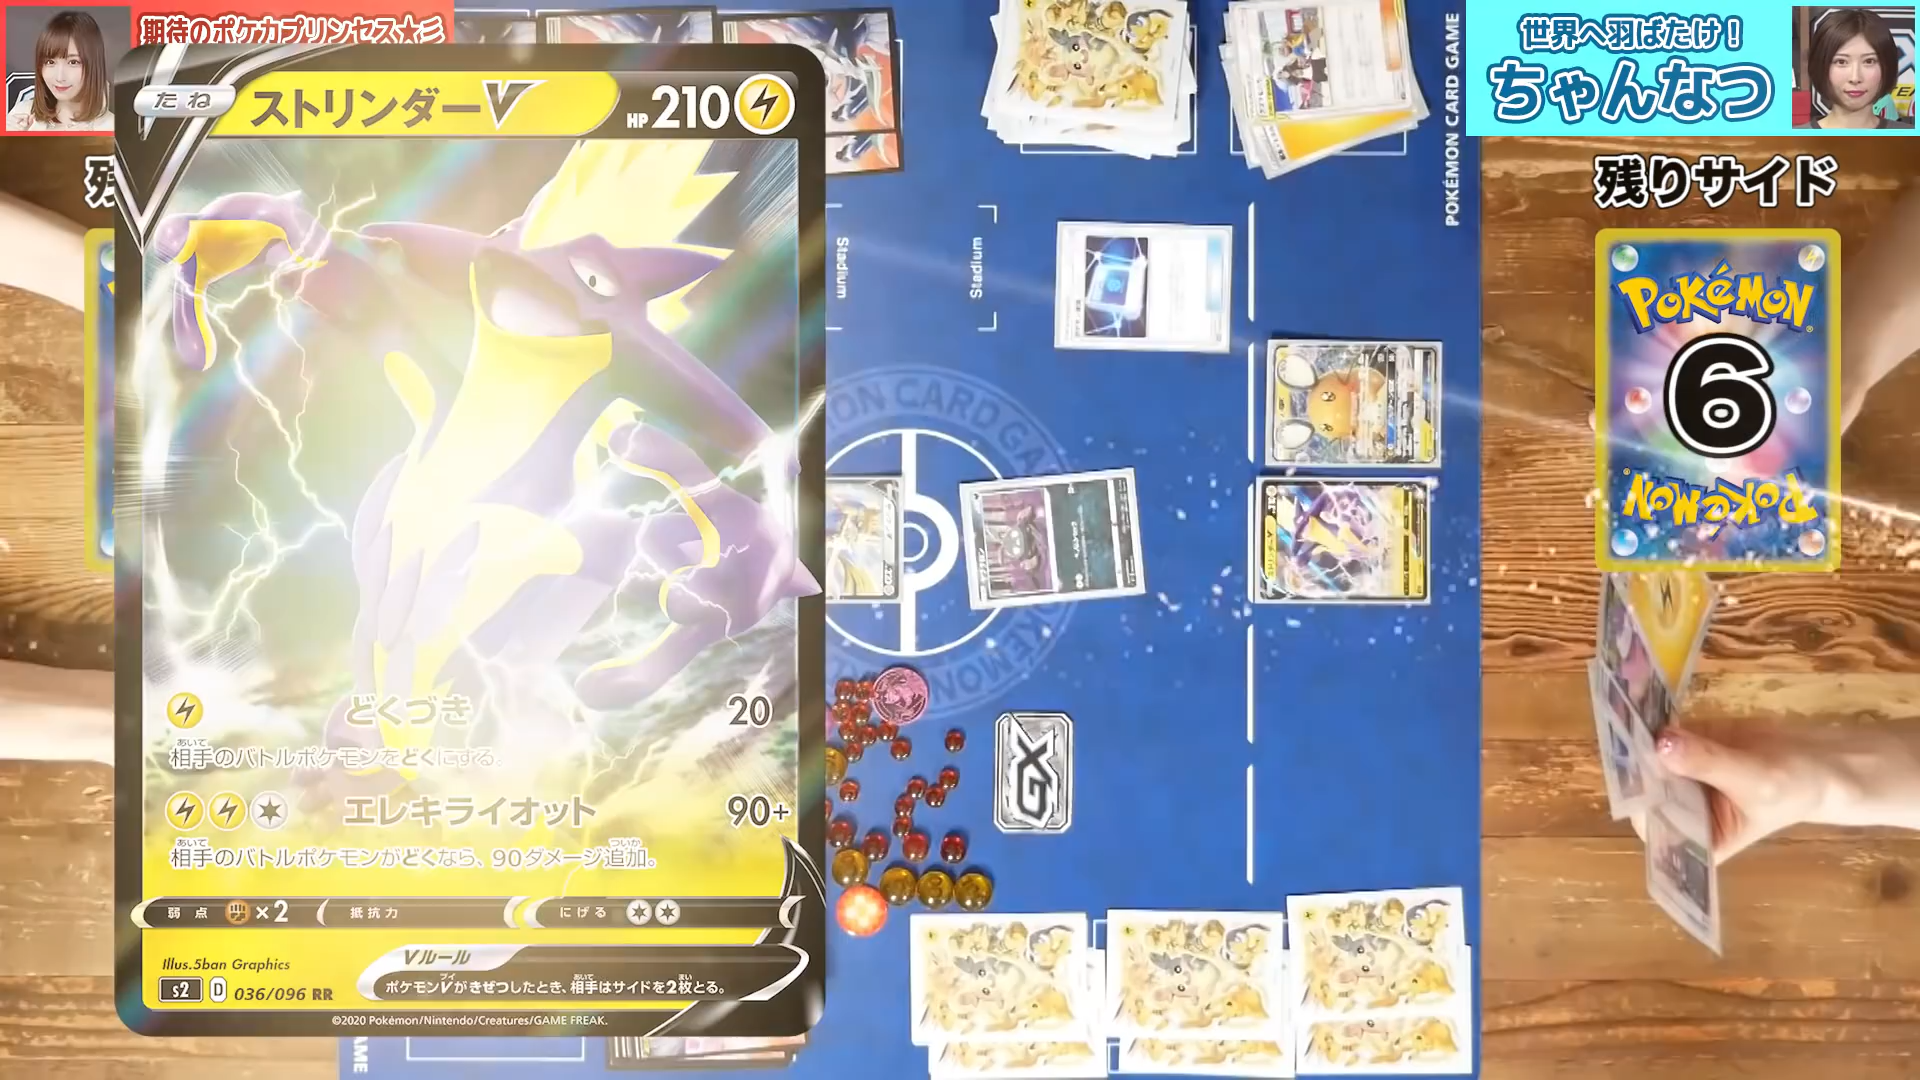 期待のポケカプリンセス★彡
世界へ羽ばたけ！
ちゃんなつ
残りサイド
6
POKéMON
POKéMON
残
たね
ストリンダーV
HP 210
どくづき 20
相手のバトルポケモンをどくにする。
エレキライオット 90+
相手のバトルポケモンがどくなら、90ダメージ追加。
弱点 ×2 抵抗力 にげる
Vルール
ポケモンVがきぜつしたとき、相手はサイドを2枚とる。
Illus.5ban Graphics
s2 D 036/096 RR
©2020 Pokémon/Nintendo/Creatures/GAME FREAK.
POKÉMON CARD GAME
Stadium
Stadium
XG